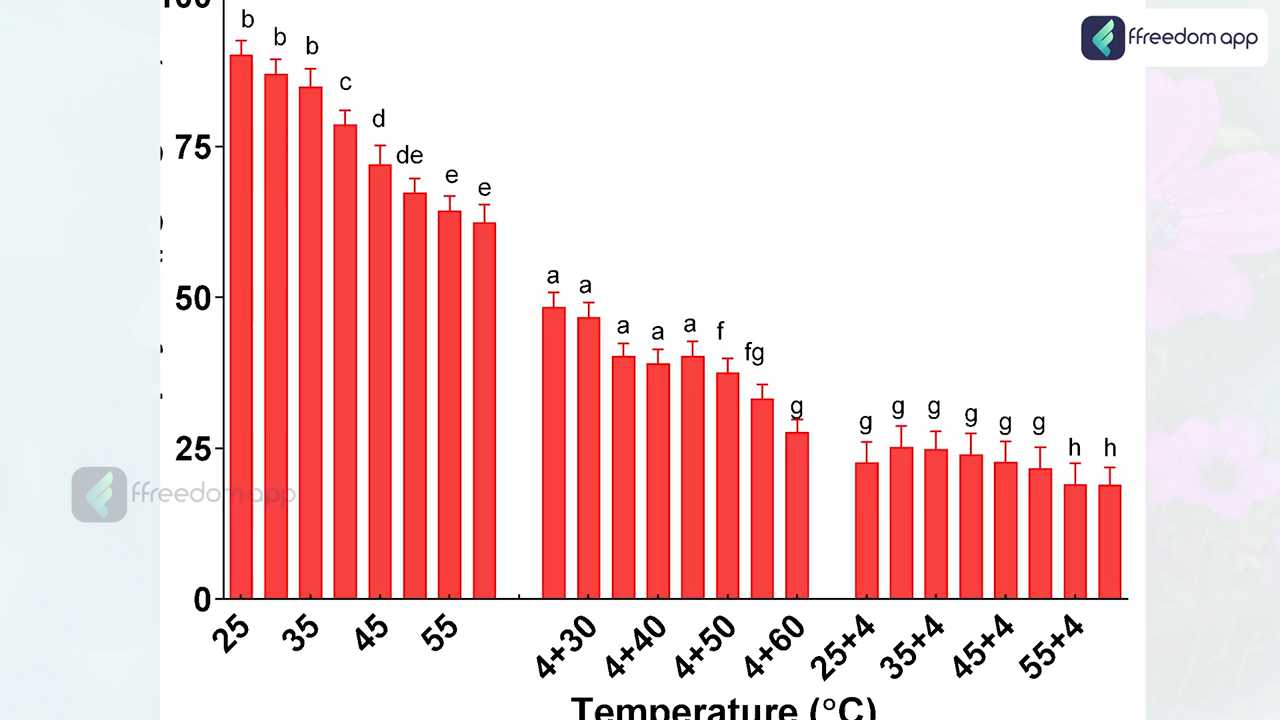 100
ffreedom app
b
b
b
c
d
de
e
e
a
a
a
a
a
f
fg
g
g
g
g
g
g
g
h
h
75
50
25
0
ffreedom app
25
35
45
55
4+30
4+40
4+50
4+60
25+4
35+4
45+4
55+4
Temperature (°C)